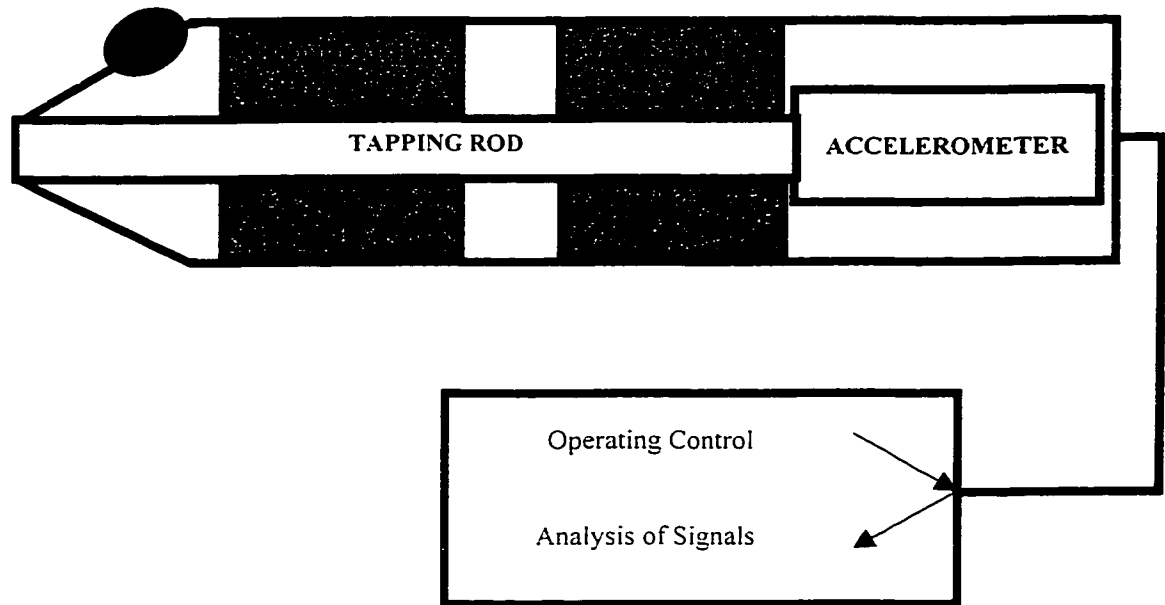 TAPPING ROD
ACCELEROMETER
Operating Control
Analysis of Signals